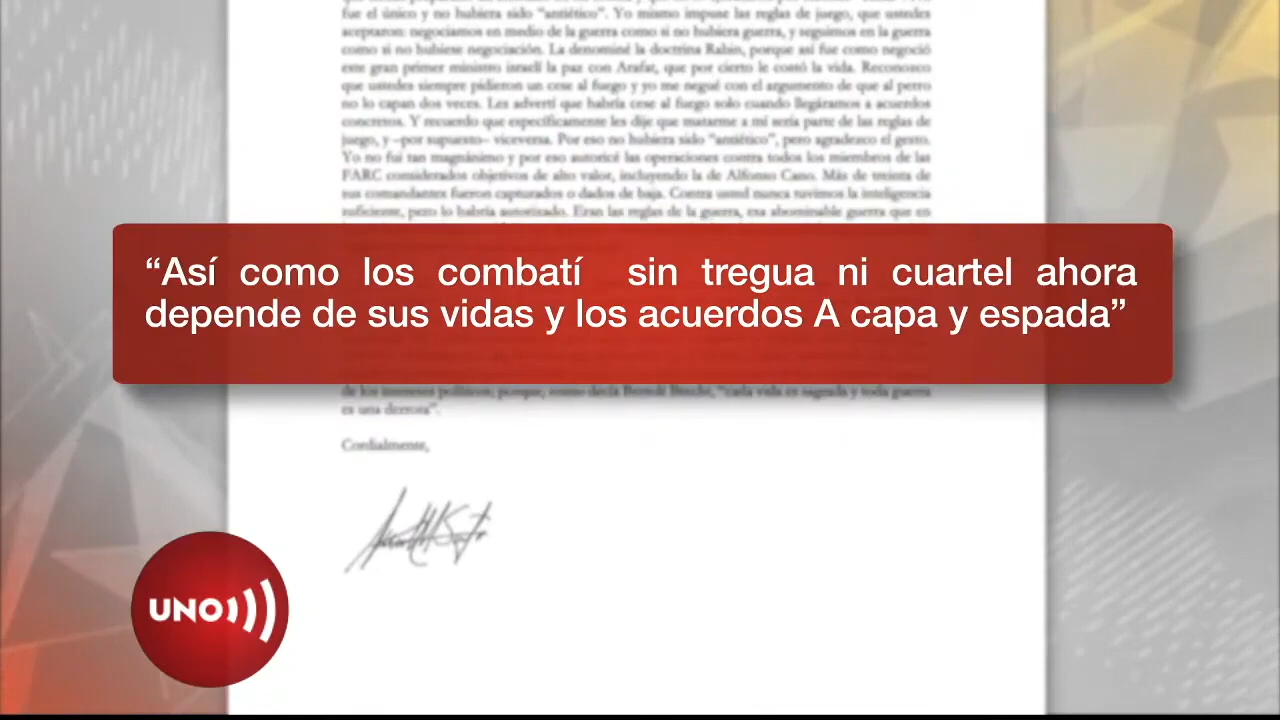 fue el único y no hubiera sido “antiético”. Yo mismo impuse las reglas de juego, que ustedes
aceptaron: negociamos en medio de la guerra como si no hubiera guerra, y seguimos en la guerra
como si no hubiese negociación. La denominé la doctrina Rabin, porque así fue como negoció
este gran primer ministro israelí la paz con Arafat, que por cierto le costó la vida. Reconozco
que ustedes siempre pidieron un cese al fuego y yo me negué con el argumento de que al perro
no lo capan dos veces. Les advertí que habría cese al fuego solo cuando llegáramos a acuerdos
concretos. Y recuerdo que específicamente les dije que matarme a mí sería parte de las reglas de
juego, y –por supuesto– viceversa. Por eso no hubiera sido “antiético”, pero agradezco el gesto.
Yo no fui tan magnánimo y por eso autoricé las operaciones contra todos los miembros de las
FARC considerados objetivos de alto valor, incluyendo la de Alfonso Cano. Más de treinta de
sus comandantes fueron capturados o dados de baja. Contra usted nunca tuvimos la inteligencia
suficiente, pero lo habría autorizado. Eran las reglas de la guerra, esa abominable guerra que en
“Así como los combatí sin tregua ni cuartel ahora
depende de sus vidas y los acuerdos A capa y espada”
de los intereses políticos; porque, como decía Bertolt Brecht, “cada vida es sagrada y toda guerra
es una derrota”.
Cordialmente,
UNO